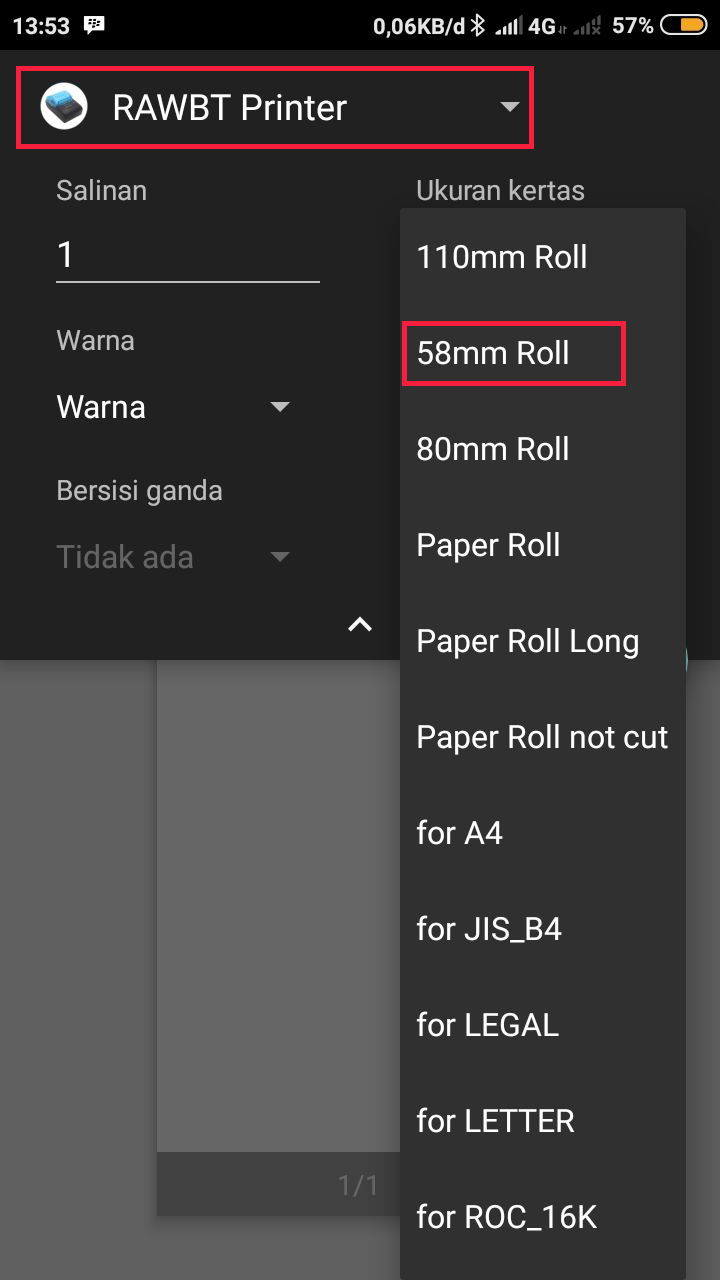 13:53 0,06KB/d 4G 57%
RAWBT Printer
Salinan
Ukuran kertas
1
Warna
Warna
Bersisi ganda
Tidak ada
110mm Roll
58mm Roll
80mm Roll
Paper Roll
Paper Roll Long
Paper Roll not cut
for A4
for JIS_B4
for LEGAL
for LETTER
for ROC_16K
1/1